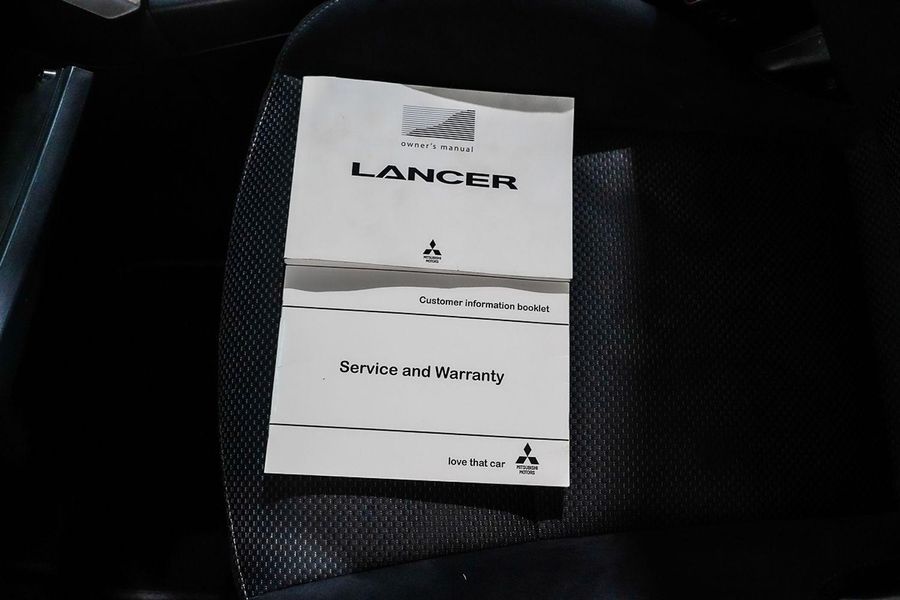 owner's manual
LANCER
MITSUBISHI
MOTORS
Customer information booklet
Service and Warranty
love that car
MITSUBISHI
MOTORS